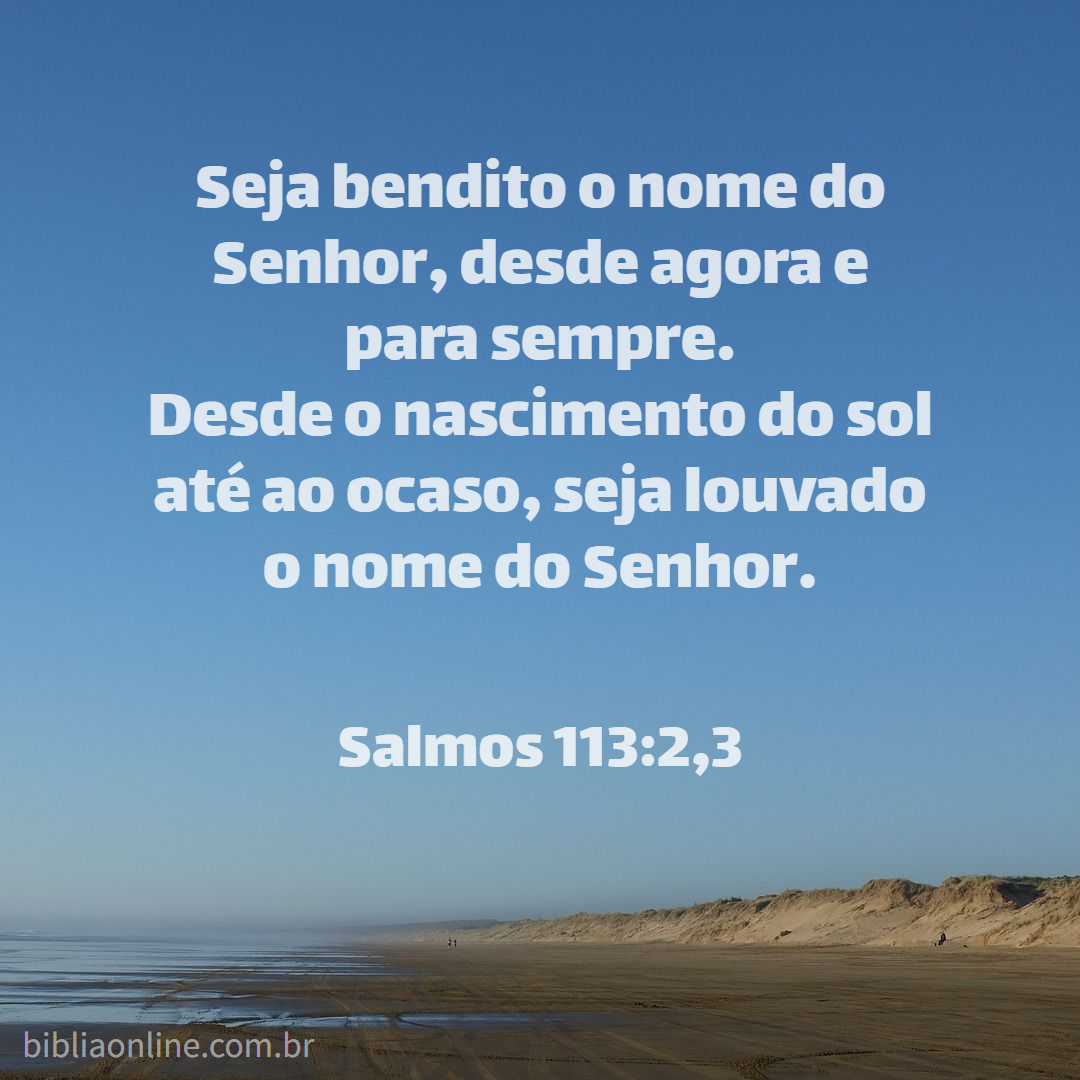 Seja bendito o nome do
Senhor, desde agora e
para sempre.
Desde o nascimento do sol
até ao ocaso, seja louvado
o nome do Senhor.
Salmos 113:2,3
bibliaonline.com.br